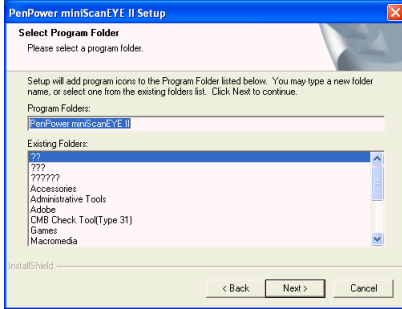 PenPower miniScanEYE II Setup
Select Program Folder
Please select a program folder.
Setup will add program icons to the Program Folder listed below. You may type a new folder
name, or select one from the existing folders list. Click Next to continue.
Program Folders:
PenPower miniScanEYE II
Existing Folders:
??
???
??????
Accessories
Administrative Tools
Adobe
CMB Check Tool(Type 31)
Games
Macromedia
InstallShield
< Back
Next >
Cancel